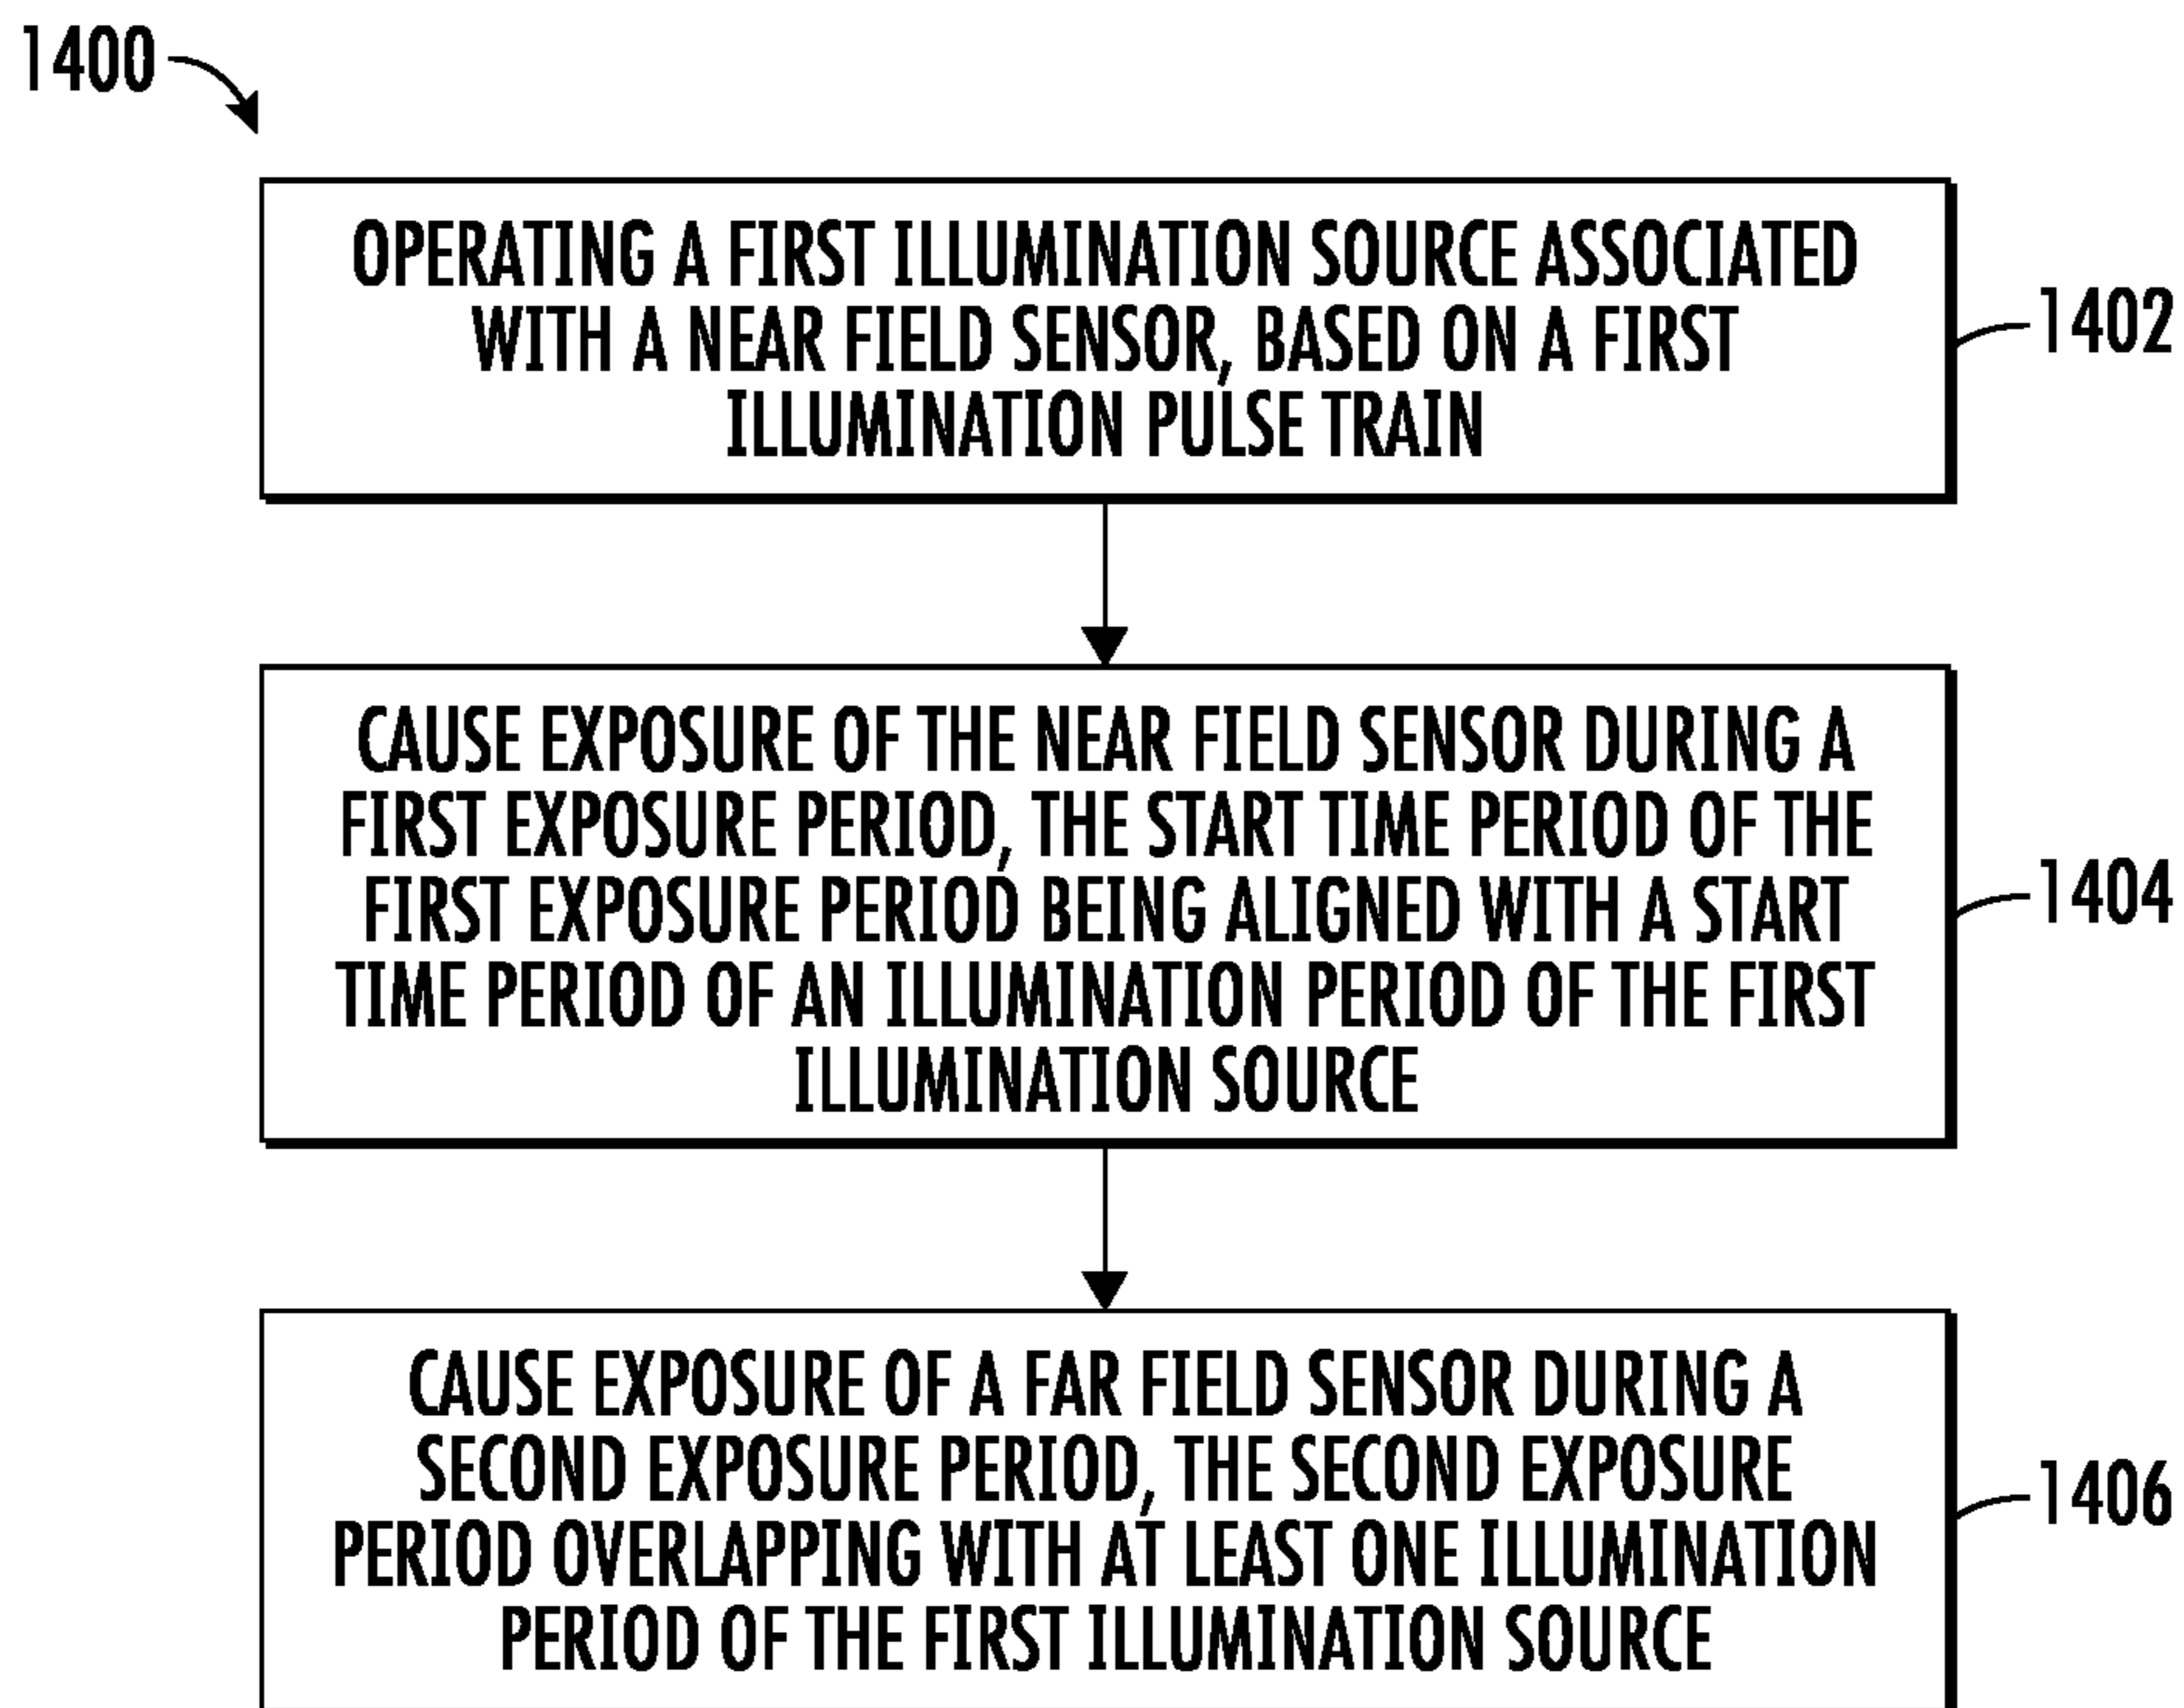 1400
OPERATING A FIRST ILLUMINATION SOURCE ASSOCIATED
WITH A NEAR FIELD SENSOR, BASED ON A FIRST
ILLUMINATION PULSE TRAIN
1402
CAUSE EXPOSURE OF THE NEAR FIELD SENSOR DURING A
FIRST EXPOSURE PERIOD, THE START TIME PERIOD OF THE
FIRST EXPOSURE PERIOD BEING ALIGNED WITH A START
TIME PERIOD OF AN ILLUMINATION PERIOD OF THE FIRST
ILLUMINATION SOURCE
1404
CAUSE EXPOSURE OF A FAR FIELD SENSOR DURING A
SECOND EXPOSURE PERIOD, THE SECOND EXPOSURE
PERIOD OVERLAPPING WITH AT LEAST ONE ILLUMINATION
PERIOD OF THE FIRST ILLUMINATION SOURCE
1406